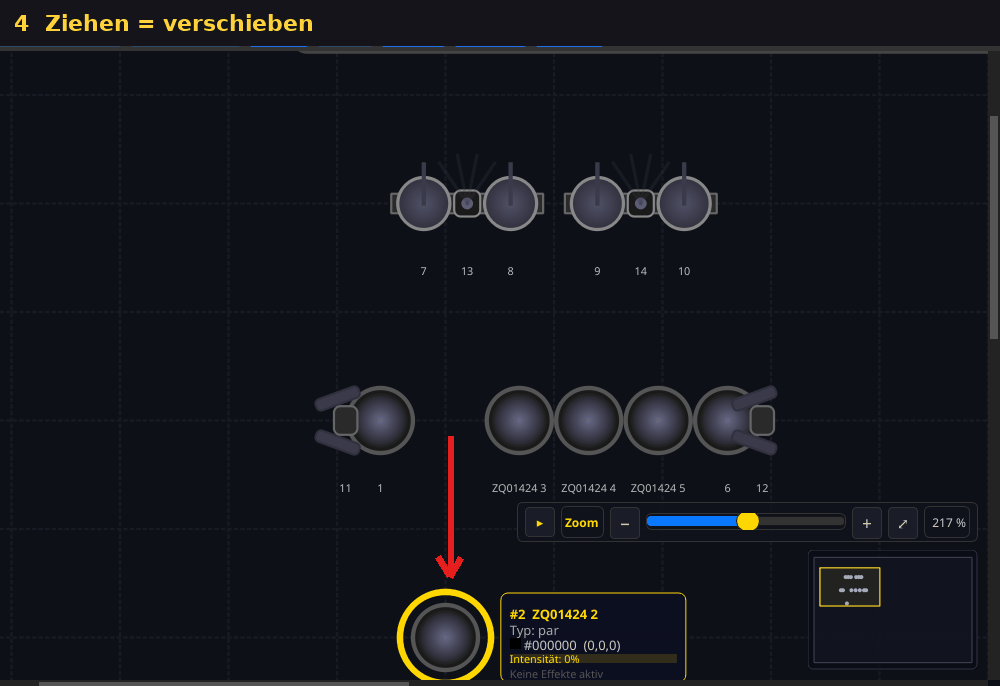 4 Ziehen = verschieben
7 13 8 9 14 10
11 1 ZQ01424 3 ZQ01424 4 ZQ01424 5 6 12
Zoom − + 217 %
#2 ZQ01424 2
Typ: par
#000000 (0,0,0)
Intensität: 0%
Keine Effekte aktiv